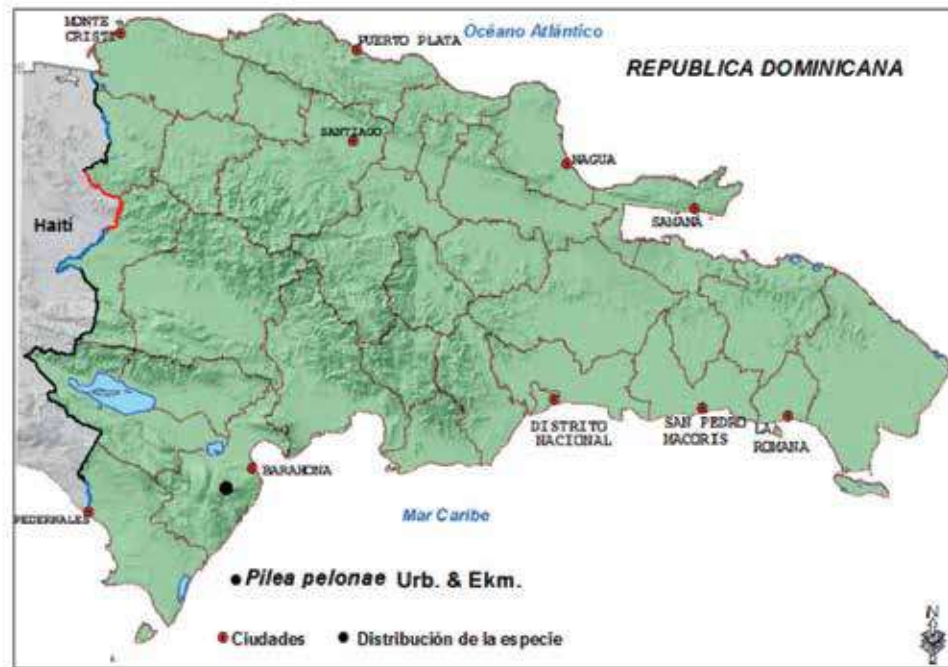 MONTE
CRISTI
PUERTO PLATA
Océano Atlántico
REPUBLICA DOMINICANA
SANTIAGO
NAGUA
SAMANA
Haití
DISTRITO
NACIONAL
SAN PEDRO
MACORIS
LA
ROMANA
BARAHONA
PEDERNALES
Mar Caribe
Pilea pelonae Urb. & Ekm.
Ciudades
Distribución de la especie
N